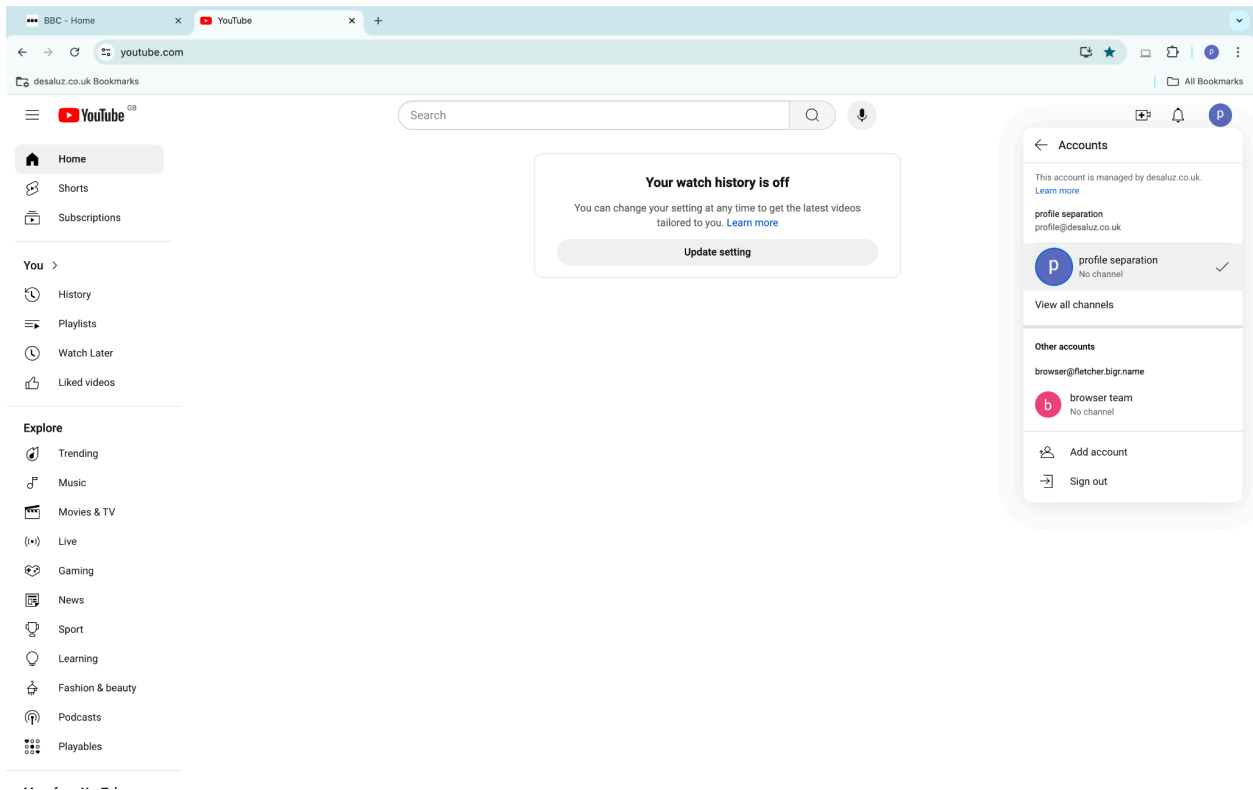 BBC - Home
YouTube
youtube.com
desaluz.co.uk Bookmarks
All Bookmarks
YouTube GB
Search
Home
Shorts
Subscriptions
You
History
Playlists
Watch Later
Liked videos
Explore
Trending
Music
Movies & TV
Live
Gaming
News
Sport
Learning
Fashion & beauty
Podcasts
Playables
Your watch history is off
You can change your setting at any time to get the latest videos
tailored to you. Learn more
Update setting
P
Accounts
This account is managed by desaluz.co.uk.
Learn more
profile separation
profile@desaluz.co.uk
p
profile separation
No channel
View all channels
Other accounts
browser@fletcher.bigr.name
b
browser team
No channel
Add account
Sign out